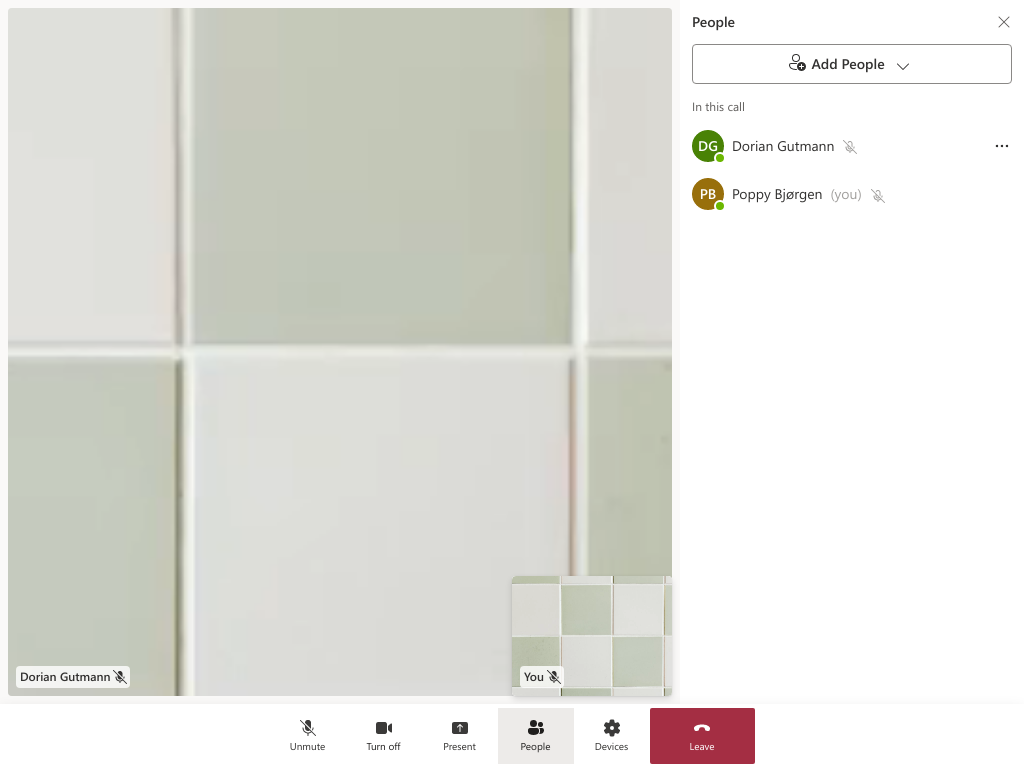 People
Add People
In this call
DG Dorian Gutmann
PB Poppy Bjørgen (you)
Dorian Gutmann
You
Unmute
Turn off
Present
People
Devices
Leave